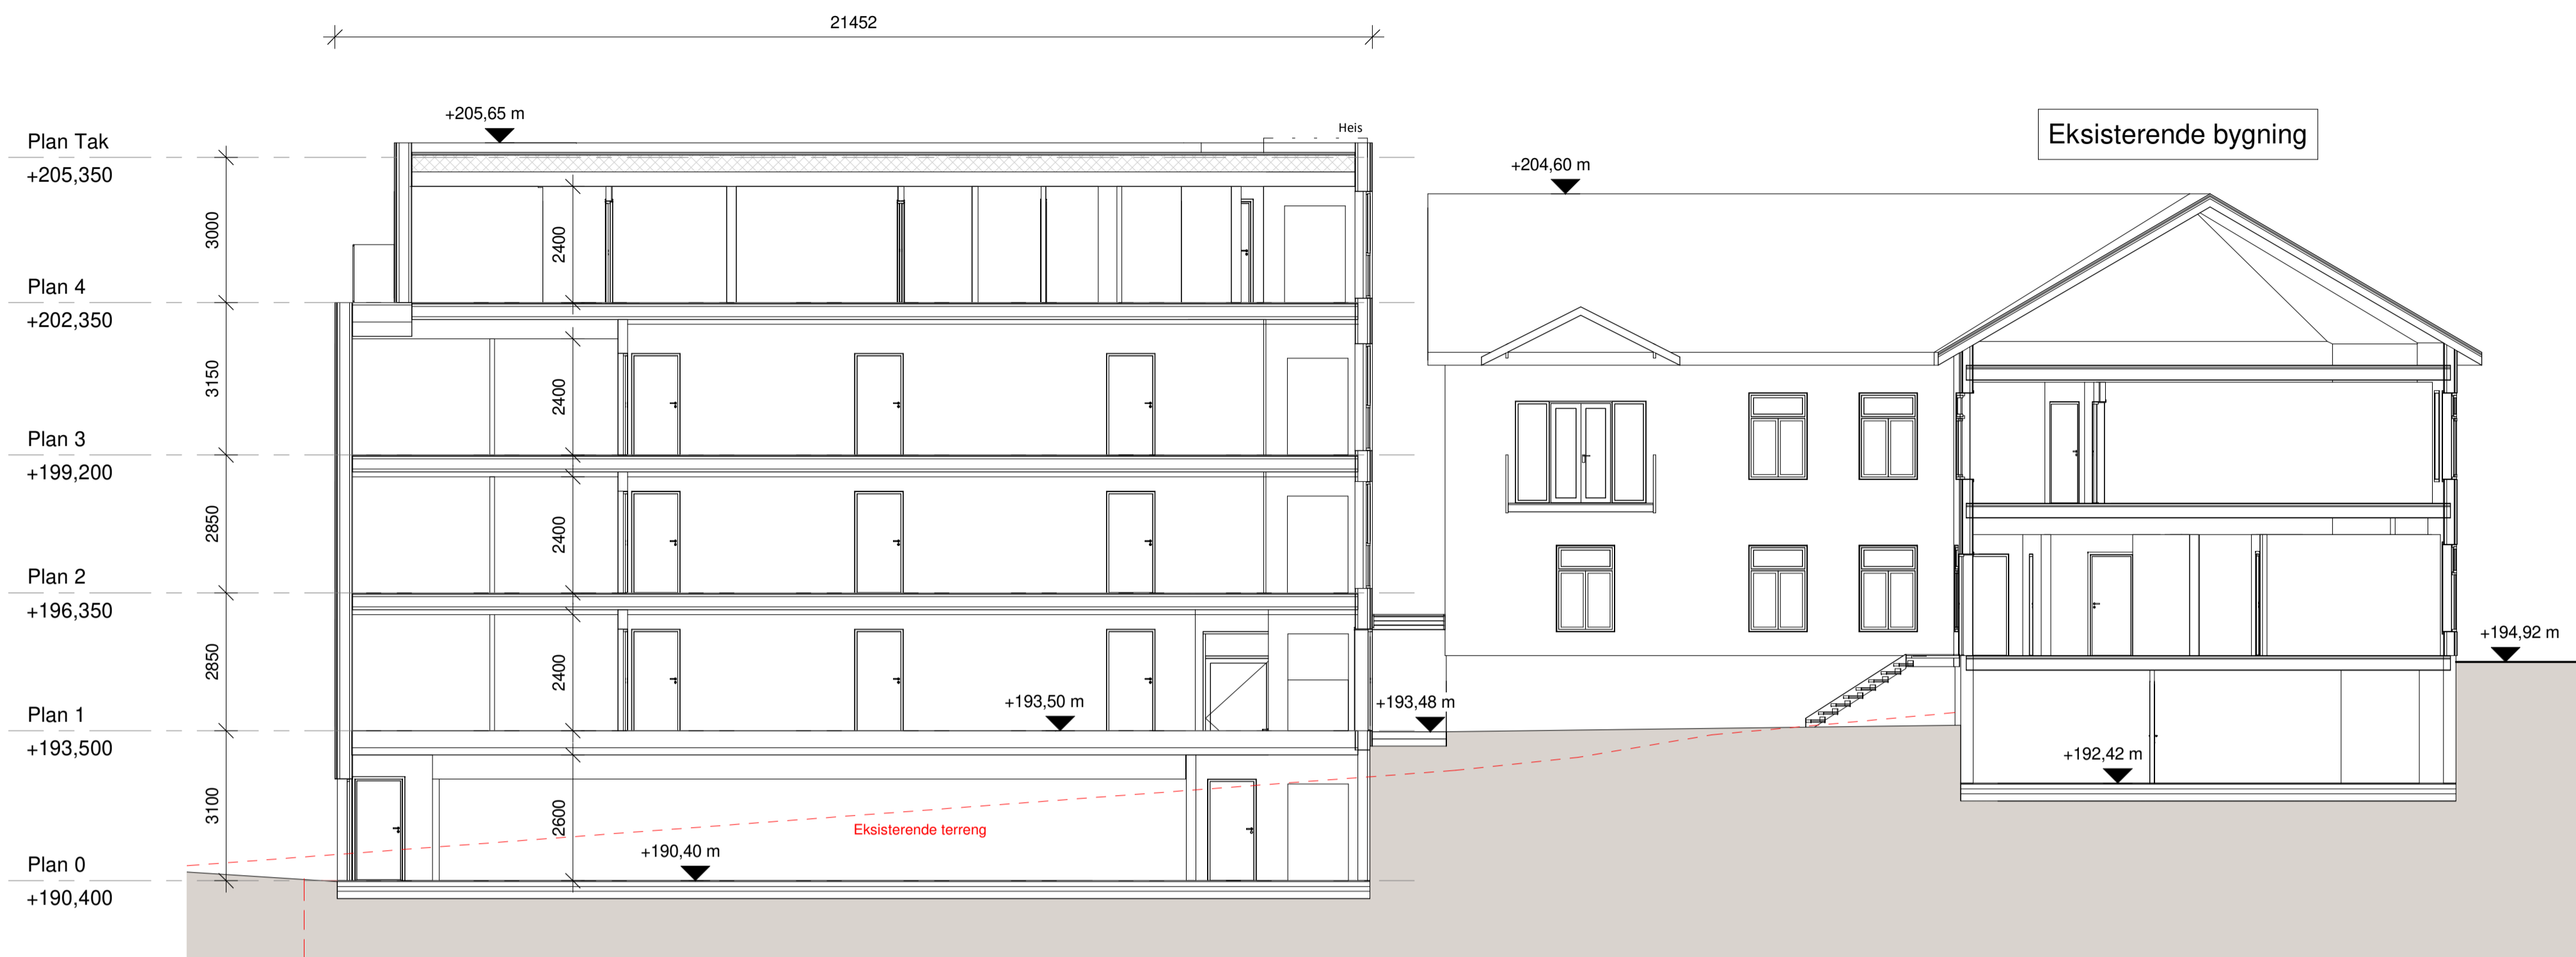 21452
+205,65 m
Heis
Plan Tak
+205,350
3000
2400
Plan 4
+202,350
3150
2400
Plan 3
+199,200
2850
2400
Plan 2
+196,350
2850
2400
Plan 1
+193,500
+193,50 m
+193,48 m
3100
2600
Eksisterende terreng
Plan 0
+190,400
+190,40 m
Eksisterende bygning
+204,60 m
+194,92 m
+192,42 m